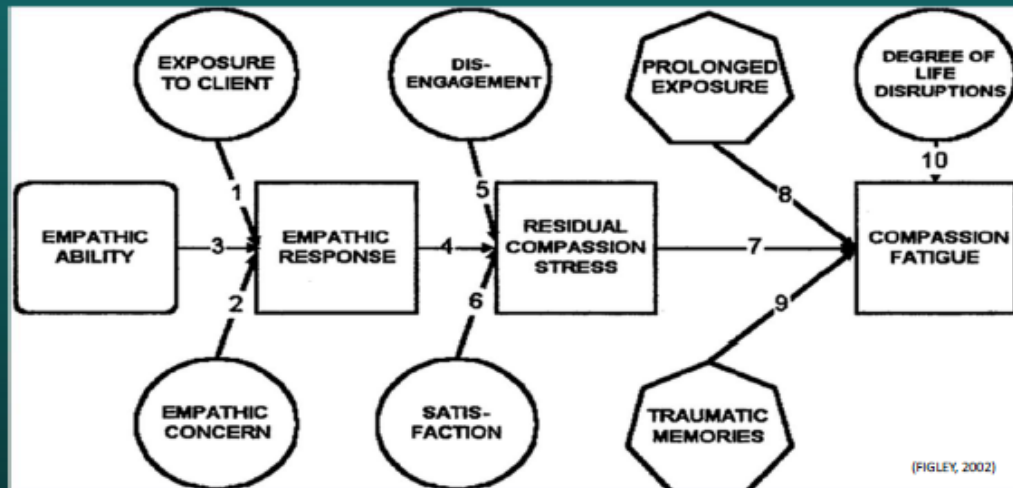 EXPOSURE
TO CLIENT
DIS-
ENGAGEMENT
PROLONGED
EXPOSURE
DEGREE OF
LIFE
DISRUPTIONS
1
5
8
10
EMPATHIC
ABILITY
3
EMPATHIC
RESPONSE
4
RESIDUAL
COMPASSION
STRESS
7
COMPASSION
FATIGUE
2
6
9
EMPATHIC
CONCERN
SATIS-
FACTION
TRAUMATIC
MEMORIES
(FIGLEY, 2002)